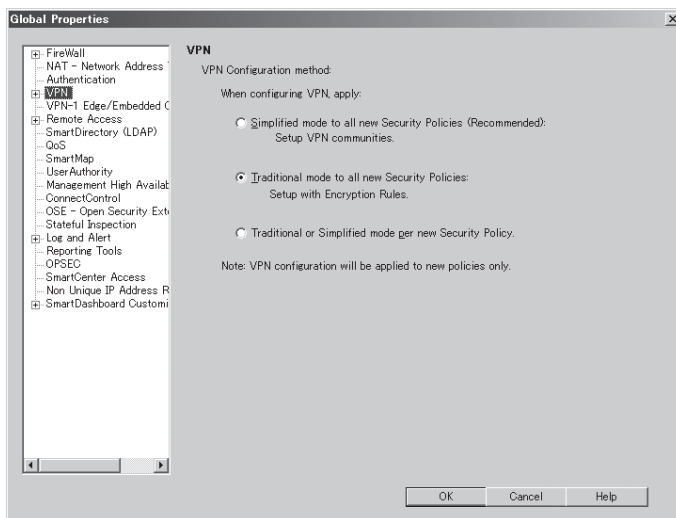 Global Properties
FireWall
NAT - Network Address
Authentication
VPN
VPN-1 Edge/Embedded
Remote Access
SmartDirectory (LDAP)
QoS
SmartMap
UserAuthority
Management High Availab
ConnectControl
OSE - Open Security Exte
Stateful Inspection
Log and Alert
Reporting Tools
OPSEC
SmartCenter Access
Non Unique IP Address R
SmartDashboard Customi
VPN
VPN Configuration method:
When configuring VPN, apply:
Simplified mode to all new Security Policies (Recommended):
Setup VPN communities.
Traditional mode to all new Security Policies:
Setup with Encryption Rules.
Traditional or Simplified mode per new Security Policy.
Note: VPN configuration will be applied to new policies only.
OK
Cancel
Help